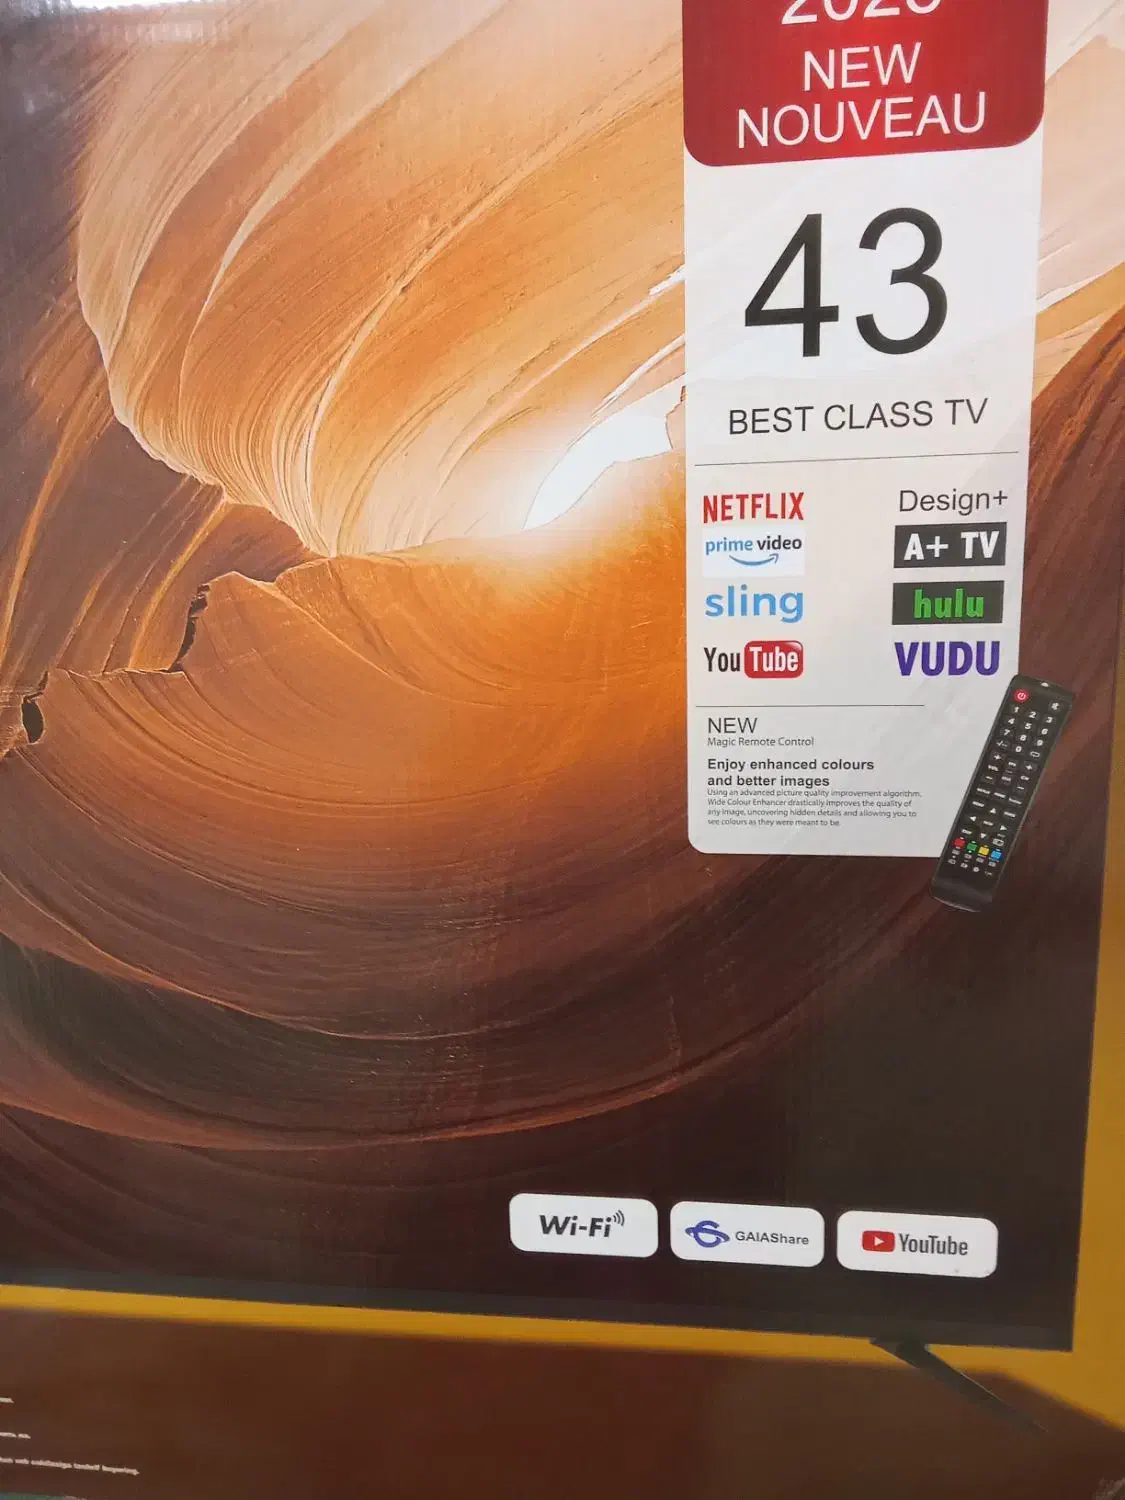 NEW
NOUVEAU
43
BEST CLASS TV
NETFLIX
Design+
prime video
A+ TV
sling
hulu
YouTube
VUDU
NEW
Magic Remote Control
Enjoy enhanced colours
and better images
Using an advanced picture quality improvement algorithm,
Wide Colour Enhancer drastically improves the quality of
any image, uncovering hidden details and allowing you to
see colours as they were meant to be.
Wi-Fi
GAIAShare
YouTube